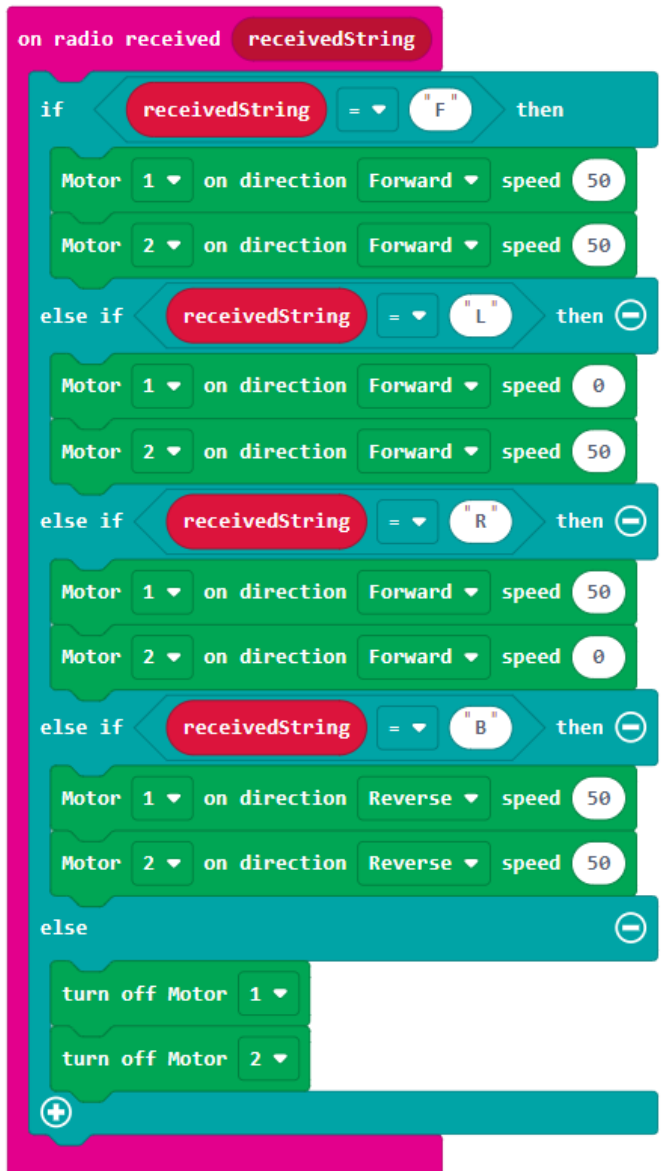 on radio received receivedString
if receivedString = "F" then
Motor 1 on direction Forward speed 50
Motor 2 on direction Forward speed 50
else if receivedString = "L" then
Motor 1 on direction Forward speed 0
Motor 2 on direction Forward speed 50
else if receivedString = "R" then
Motor 1 on direction Forward speed 50
Motor 2 on direction Forward speed 0
else if receivedString = "B" then
Motor 1 on direction Reverse speed 50
Motor 2 on direction Reverse speed 50
else
turn off Motor 1
turn off Motor 2